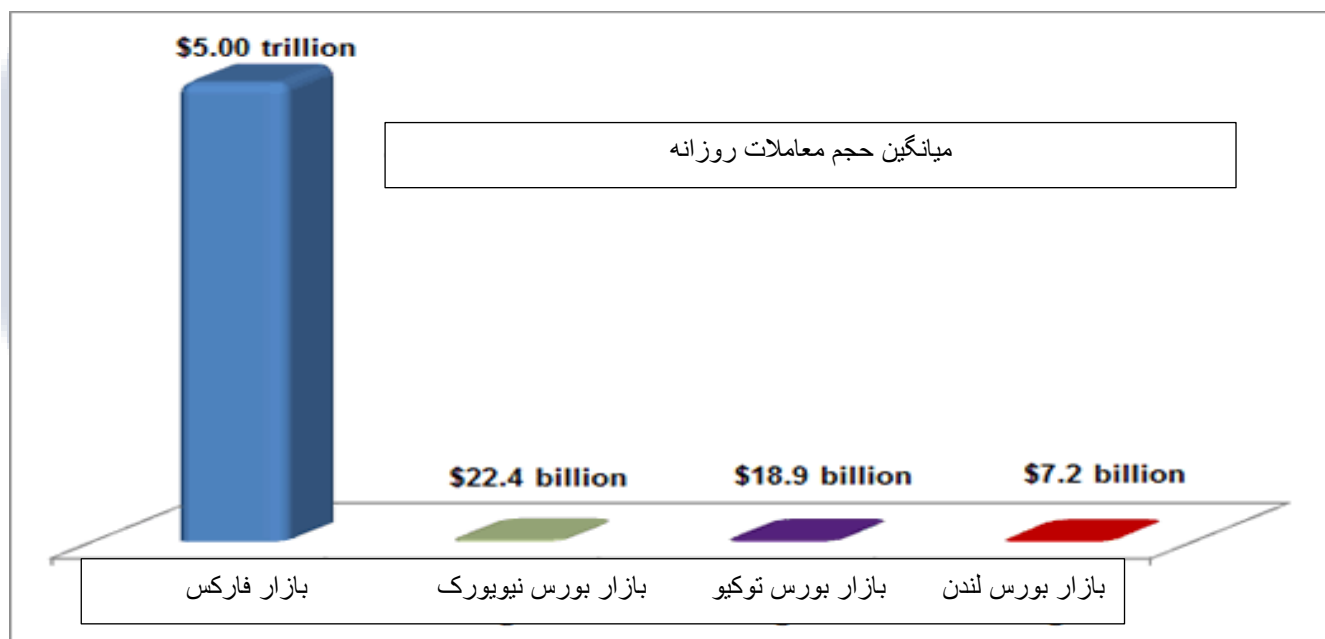 $5.00 trillion
میانگین حجم معاملات روزانه
$22.4 billion
$18.9 billion
$7.2 billion
بازار فارکس
بازار بورس نیویورک
بازار بورس توکیو
بازار بورس لندن